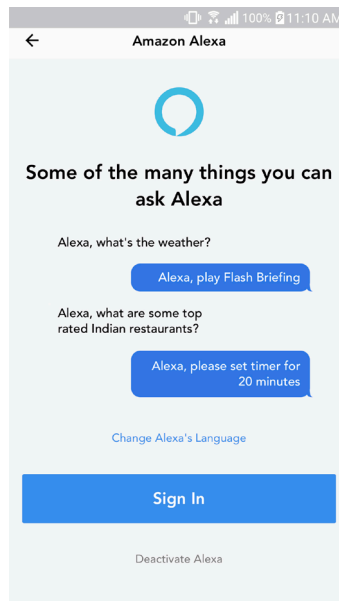 100% 11:10 AM
Amazon Alexa
Some of the many things you can
ask Alexa
Alexa, what's the weather?
Alexa, play Flash Briefing
Alexa, what are some top
rated Indian restaurants?
Alexa, please set timer for
20 minutes
Change Alexa's Language
Sign In
Deactivate Alexa